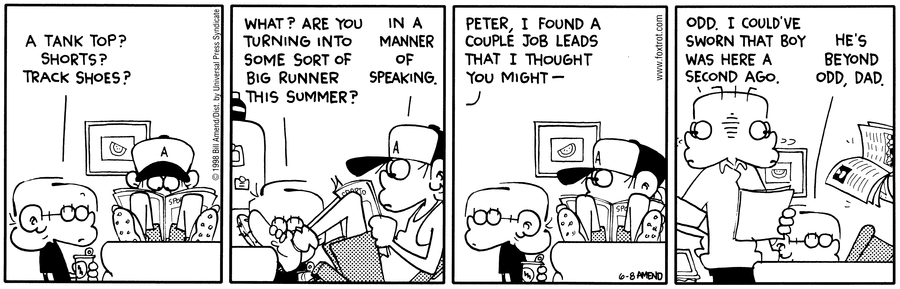 A TANK TOP?
SHORTS?
TRACK SHOES?
© 1998 Bill Amend/Dist. by Universal Press Syndicate
A
SPO
WHAT? ARE YOU
TURNING INTO
SOME SORT OF
BIG RUNNER
THIS SUMMER?
IN A
MANNER
OF
SPEAKING.
A
SPORTO
PETER, I FOUND A
COUPLE JOB LEADS
THAT I THOUGHT
YOU MIGHT—
www.foxtrot.com
A
SPO
6-8 AMEND
ODD. I COULD'VE
SWORN THAT BOY
WAS HERE A
SECOND AGO.
HE'S
BEYOND
ODD, DAD.